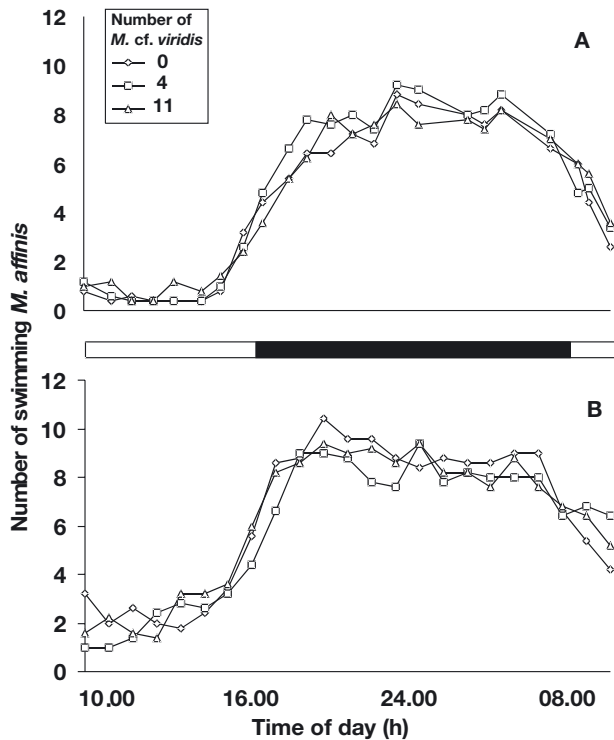 Number of
M. cf. viridis
0
4
11
A
12
10
8
6
4
2
0
Number of swimming M. affinis
B
12
10
8
6
4
2
0
10.00 16.00 24.00 08.00
Time of day (h)